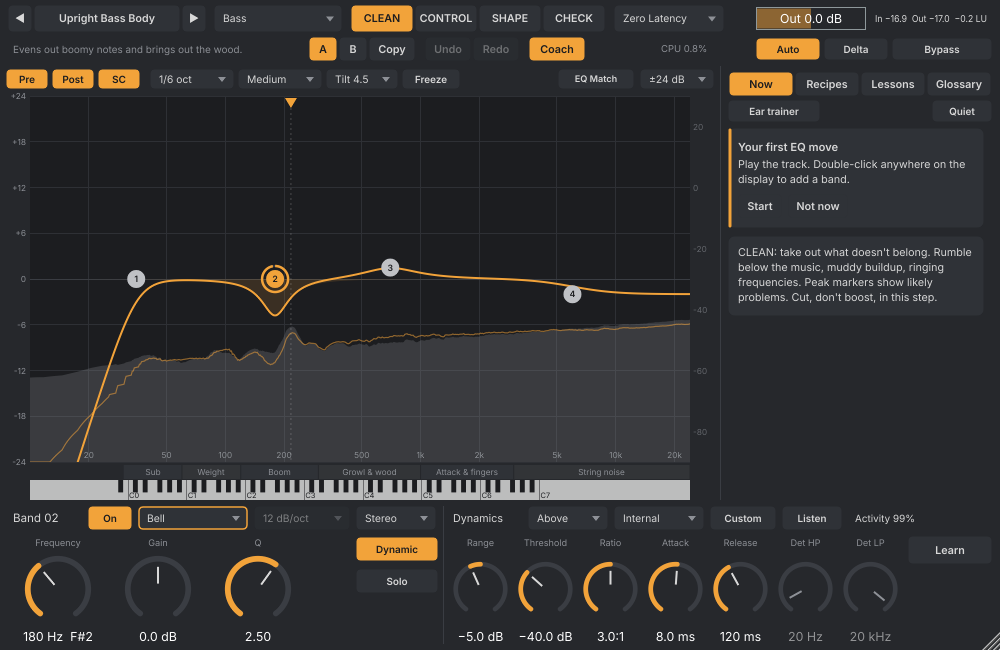 Upright Bass Body
Bass
CLEAN
CONTROL
SHAPE
CHECK
Zero Latency
Out 0.0 dB
In −16.9 Out −17.0 −0.2 LU
Evens out boomy notes and brings out the wood.
A
B
Copy
Undo
Redo
Coach
CPU 0.8%
Auto
Delta
Bypass
Pre
Post
SC
1/6 oct
Medium
Tilt 4.5
Freeze
EQ Match
±24 dB
Now
Recipes
Lessons
Glossary
Ear trainer
Quiet
Your first EQ move
Play the track. Double-click anywhere on the
display to add a band.
Start
Not now
CLEAN: take out what doesn't belong. Rumble
below the music, muddy buildup, ringing
frequencies. Peak markers show likely
problems. Cut, don't boost, in this step.
+24
+18
+12
+6
0
-6
-12
-18
-24
20
0
-20
-40
-60
-80
1
2
3
4
20
50
100
200
500
1k
2k
5k
10k
20k
Sub
Weight
Boom
Growl & wood
Attack & fingers
String noise
C0
C1
C2
C3
C4
C5
C6
C7
Band 02
On
Bell
12 dB/oct
Stereo
Dynamics
Above
Internal
Custom
Listen
Activity 99%
Frequency
Gain
Q
Dynamic
Solo
Range
Threshold
Ratio
Attack
Release
Det HP
Det LP
Learn
180 Hz F#2
0.0 dB
2.50
−5.0 dB
−40.0 dB
3.0:1
8.0 ms
120 ms
20 Hz
20 kHz